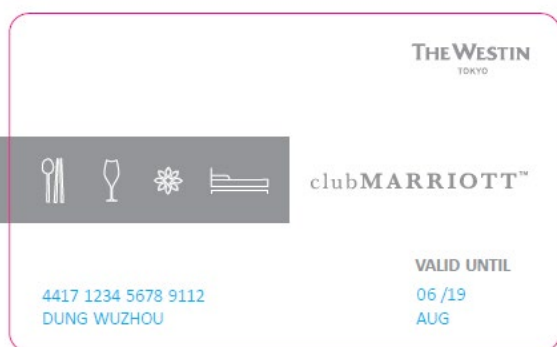 THE WESTIN
TOKYO
clubMARRIOTT™
VALID UNTIL
4417 1234 5678 9112
06 /19
DUNG WUZHOU
AUG